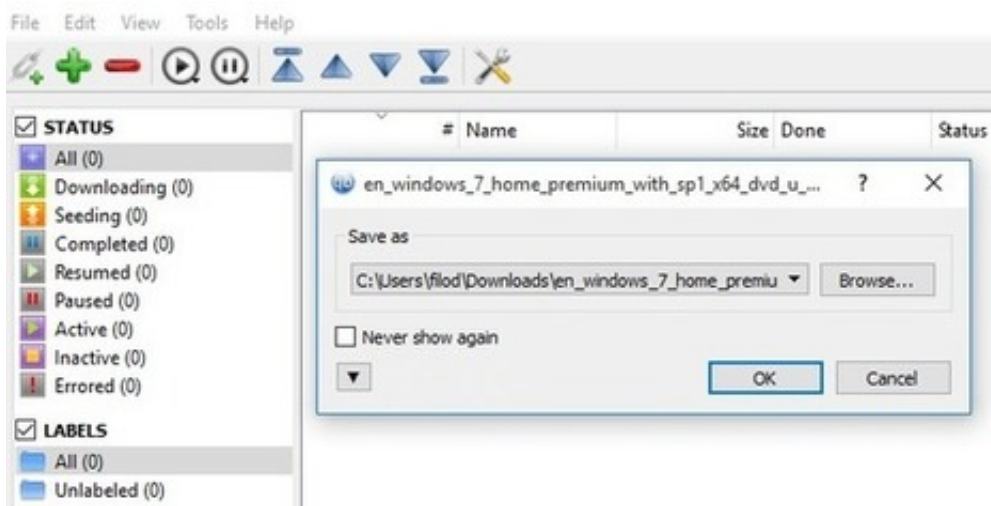 File Edit View Tools Help
# Name Size Done Status
STATUS
All (0)
Downloading (0)
Seeding (0)
Completed (0)
Resumed (0)
Paused (0)
Active (0)
Inactive (0)
Errored (0)
LABELS
All (0)
Unlabeled (0)
qb en_windows_7_home_premium_with_sp1_x64_dvd_u_... ? X
Save as
C:\Users\filod\Downloads\en_windows_7_home_premiu Browse...
Never show again
OK Cancel